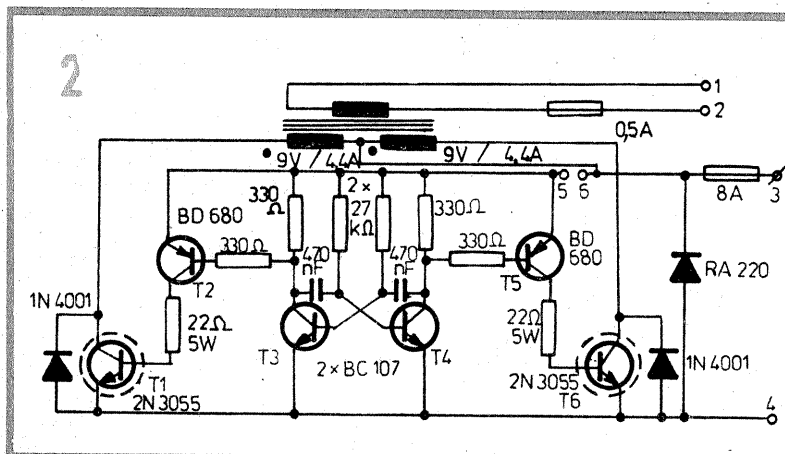 2
1
2
0,5A
9V / 4,4A
9V / 4,4A
5 6
8A
3
330
Ω
2×
27
kΩ
330Ω
BD 680
330Ω
470
nF
470
nF
330Ω
BD
680
T2
T5
RA 220
1N 4001
22Ω
5W
T3
T4
22Ω
5W
1N 4001
2 × BC 107
T1
2N 3055
2N 3055
T6
4